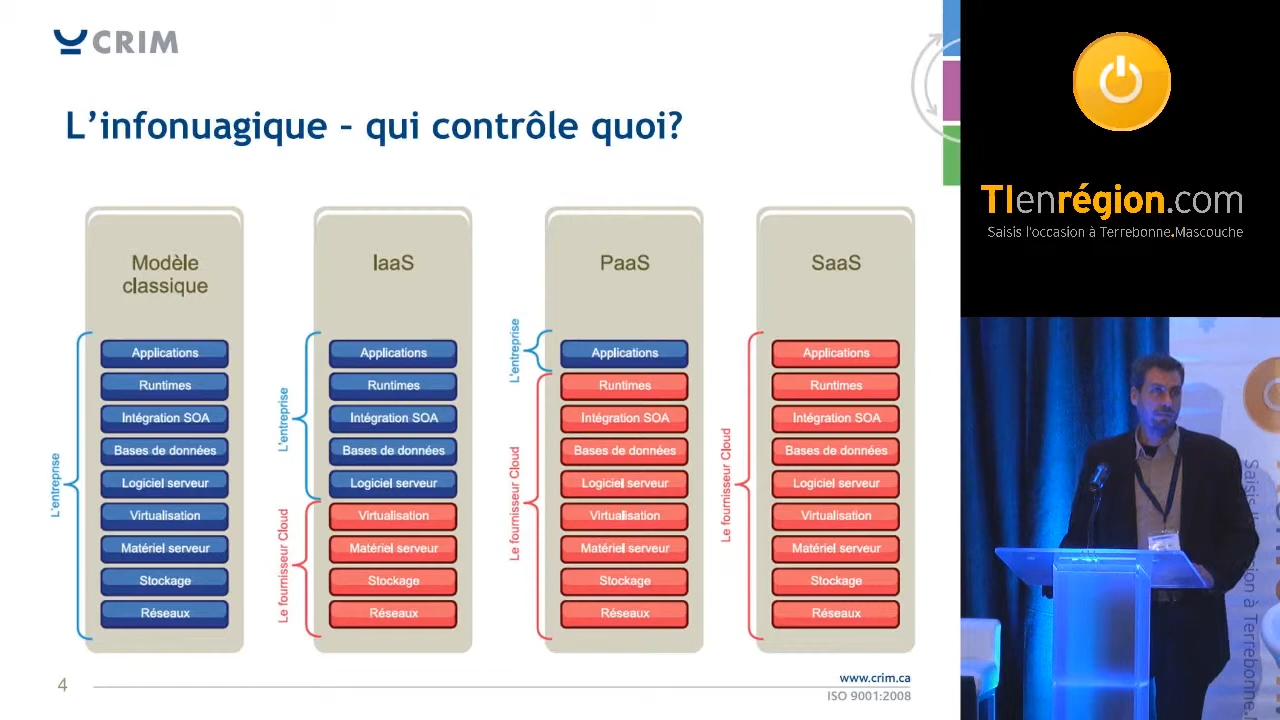 CRIM
L'infonuagique – qui contrôle quoi?
Modèle
classique
L'entreprise
Applications
Runtimes
Intégration SOA
Bases de données
Logiciel serveur
Virtualisation
Matériel serveur
Stockage
Réseaux
IaaS
L'entreprise
Le fournisseur Cloud
Applications
Runtimes
Intégration SOA
Bases de données
Logiciel serveur
Virtualisation
Matériel serveur
Stockage
Réseaux
PaaS
L'entreprise
Le fournisseur Cloud
Applications
Runtimes
Intégration SOA
Bases de données
Logiciel serveur
Virtualisation
Matériel serveur
Stockage
Réseaux
SaaS
Le fournisseur Cloud
Applications
Runtimes
Intégration SOA
Bases de données
Logiciel serveur
Virtualisation
Matériel serveur
Stockage
Réseaux
4
www.crim.ca
ISO 9001:2008
TIenrégion.com
Saisis l'occasion à Terrebonne.Mascouche